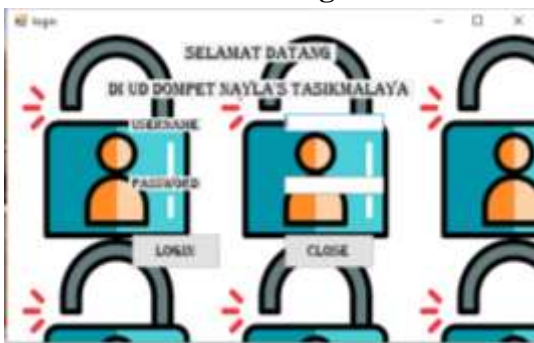 login
SELAMAT DATANG
DI UD DOMPET NAYLA'S TASIKMALAYA
USERNAME
PASSWORD
LOGIN CLOSE